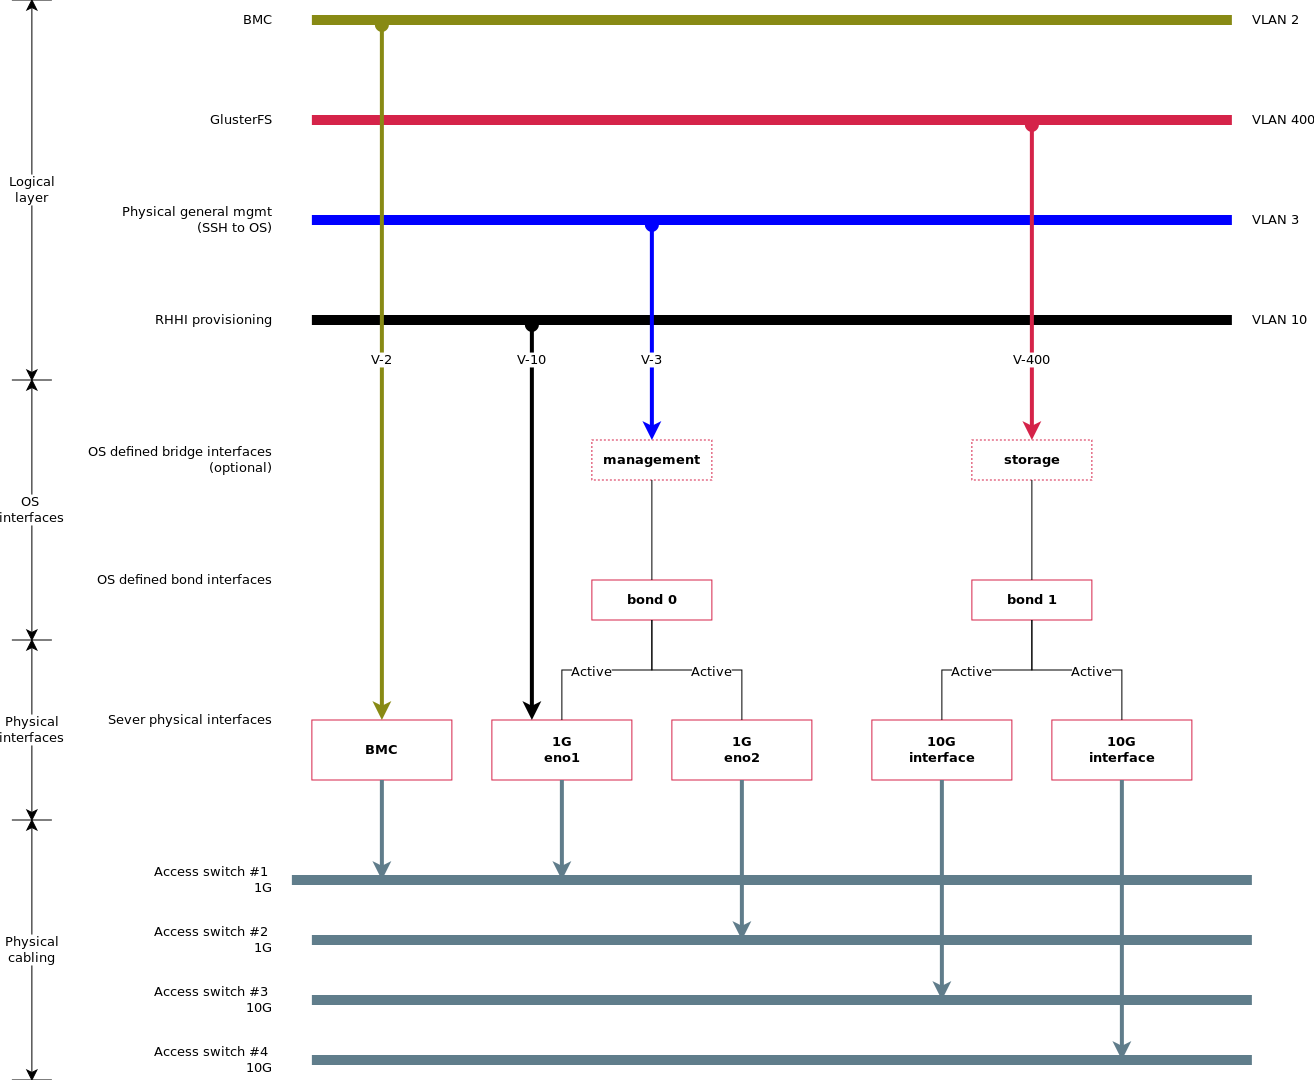 BMC
VLAN 2
GlusterFS
VLAN 400
Logical
layer
Physical general mgmt
(SSH to OS)
VLAN 3
RHHI provisioning
VLAN 10
V-2
V-10
V-3
V-400
OS defined bridge interfaces
(optional)
management
storage
OS
interfaces
OS defined bond interfaces
bond 0
bond 1
Active
Active
Active
Active
Physical
interfaces
Sever physical interfaces
BMC
1G
eno1
1G
eno2
10G
interface
10G
interface
Access switch #1
1G
Access switch #2
1G
Physical
cabling
Access switch #3
10G
Access switch #4
10G